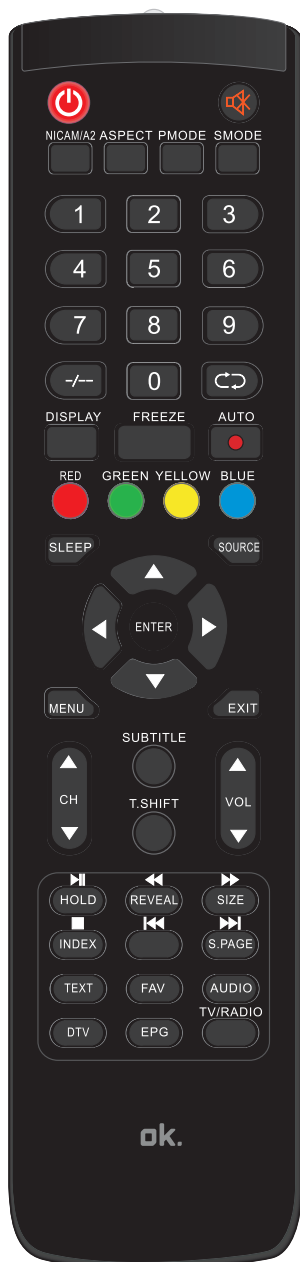 NICAM/A2 ASPECT PMODE SMODE
1 2 3
4 5 6
7 8 9
-/-- 0
DISPLAY FREEZE AUTO
RED GREEN YELLOW BLUE
SLEEP SOURCE
ENTER
MENU EXIT
SUBTITLE
CH VOL
T.SHIFT
HOLD REVEAL SIZE
INDEX S.PAGE
TEXT FAV AUDIO
TV/RADIO
DTV EPG
ok.